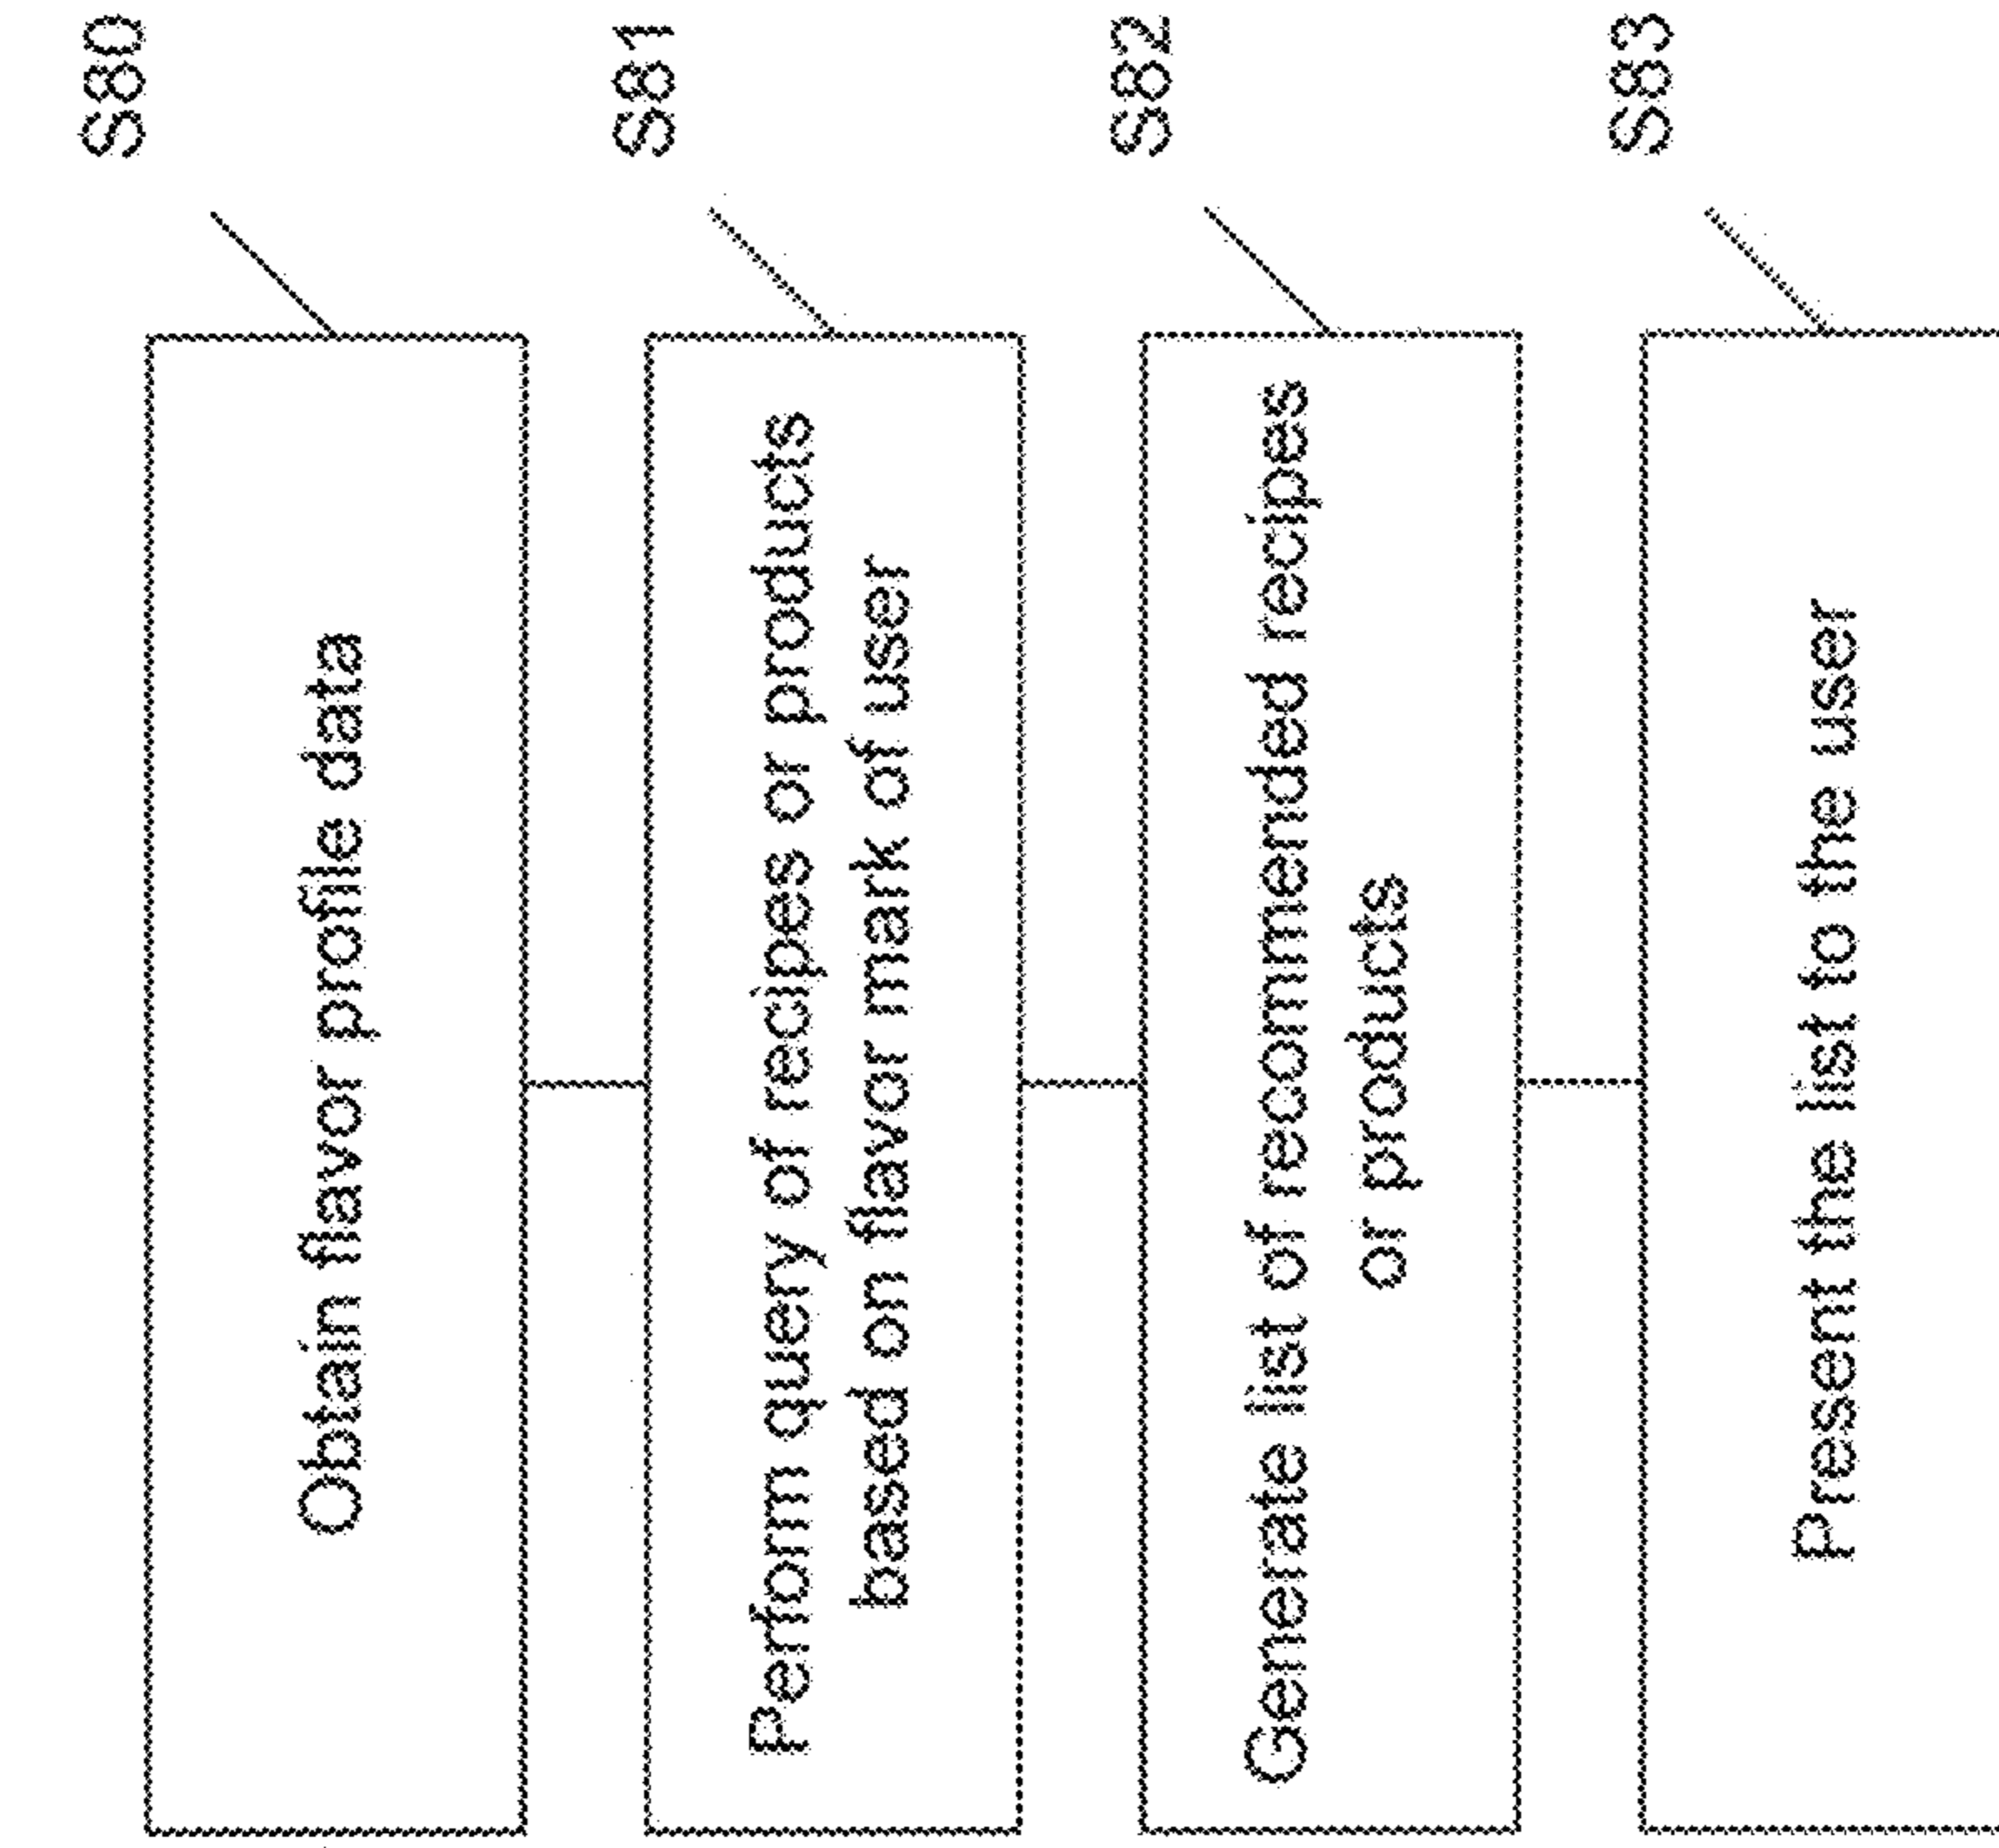 Obtain flavor profile data
S80
Perform query of recipes or products
based on flavor mark of user
S81
Generate list of recommended recipes
or products
S82
Present the list to the user
S83